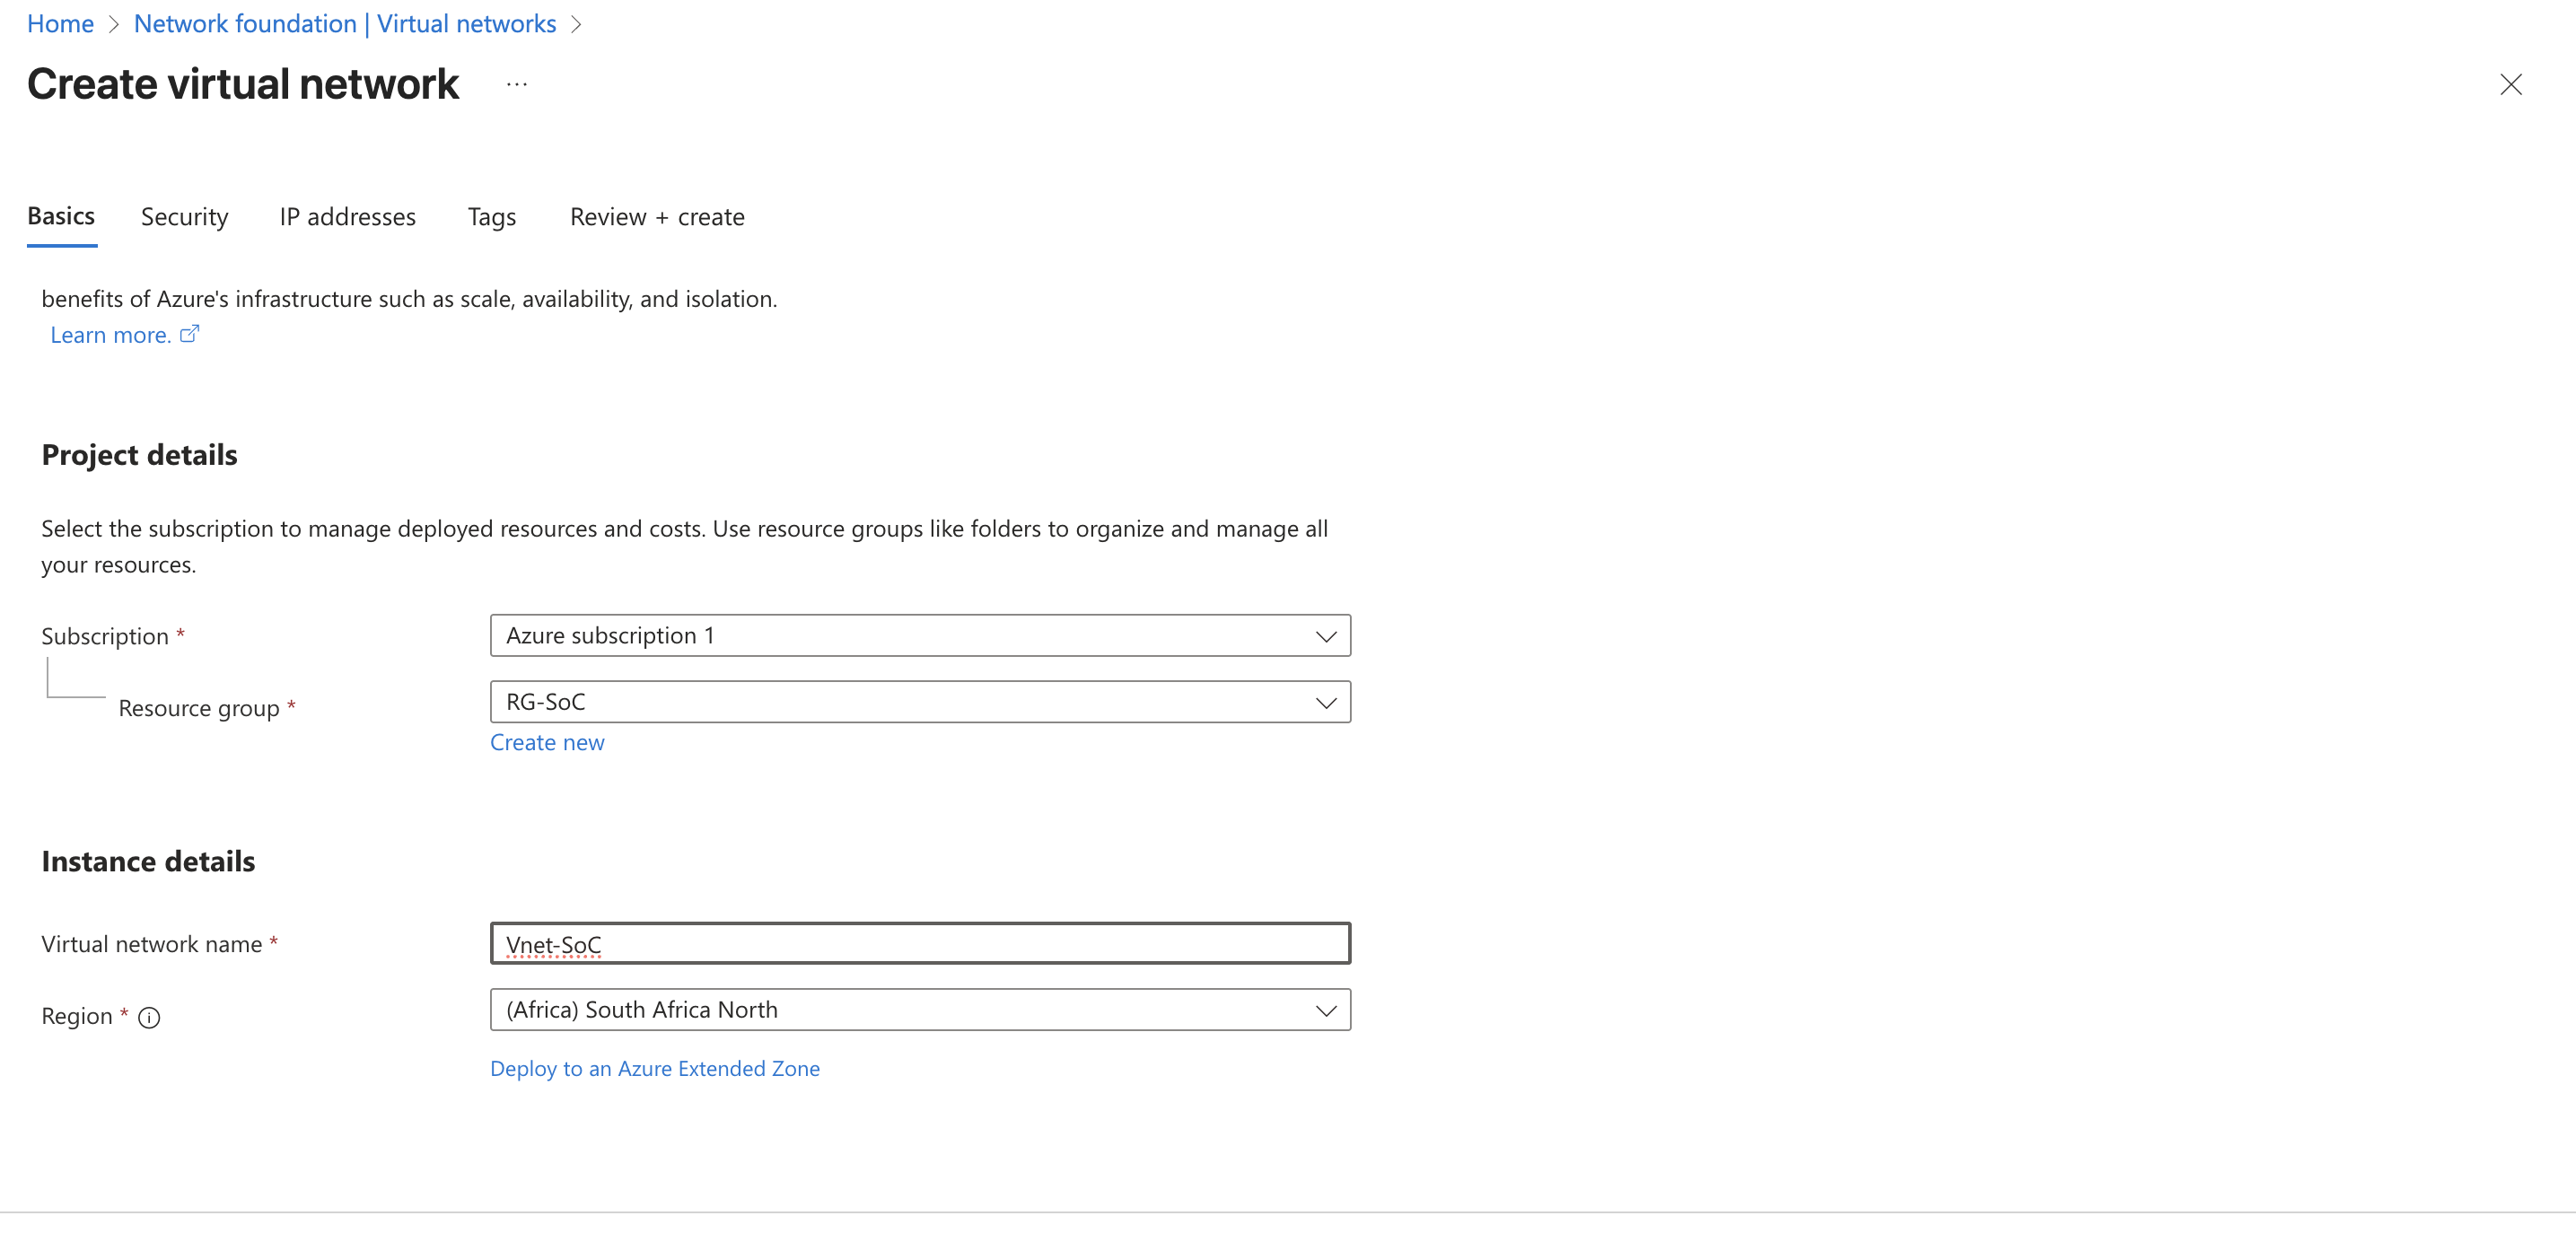 Home > Network foundation | Virtual networks >
Create virtual network ...
Basics Security IP addresses Tags Review + create
benefits of Azure's infrastructure such as scale, availability, and isolation.
Learn more.
Project details
Select the subscription to manage deployed resources and costs. Use resource groups like folders to organize and manage all
your resources.
Subscription * Azure subscription 1
Resource group * RG-SoC
Create new
Instance details
Virtual network name * Vnet-SoC
Region * (Africa) South Africa North
Deploy to an Azure Extended Zone